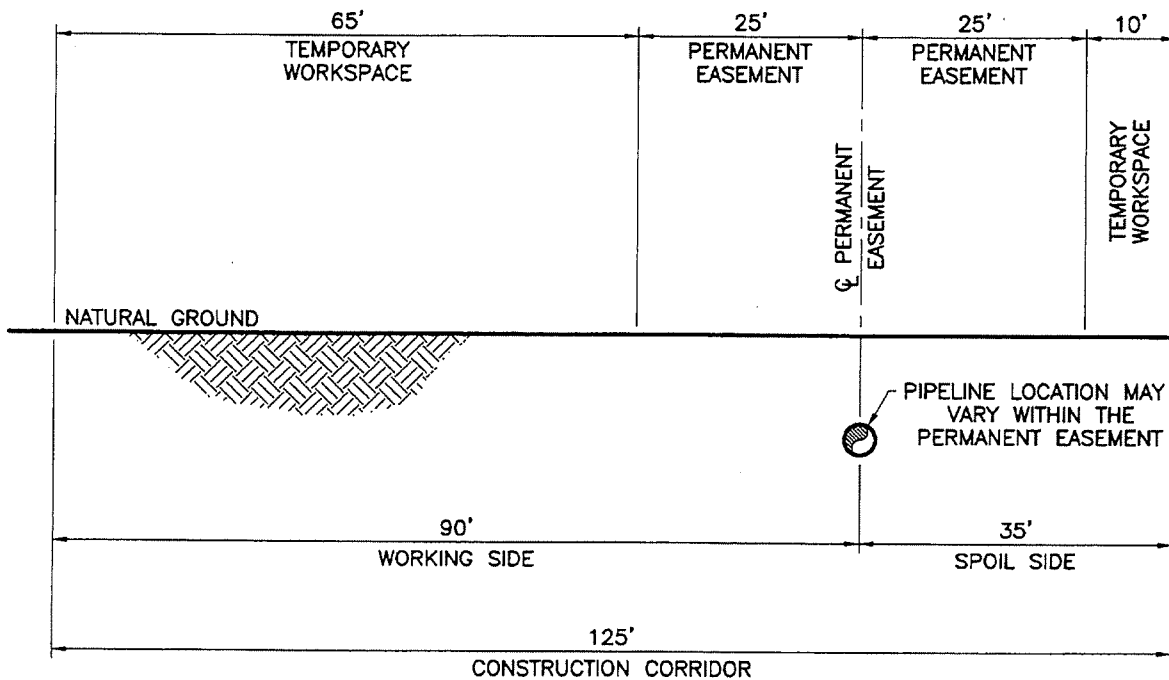 65'
TEMPORARY
WORKSPACE
25'
PERMANENT
EASEMENT
25'
PERMANENT
EASEMENT
10'
TEMPORARY
WORKSPACE
℄ PERMANENT
EASEMENT
NATURAL GROUND
PIPELINE LOCATION MAY
VARY WITHIN THE
PERMANENT EASEMENT
90'
WORKING SIDE
35'
SPOIL SIDE
125'
CONSTRUCTION CORRIDOR